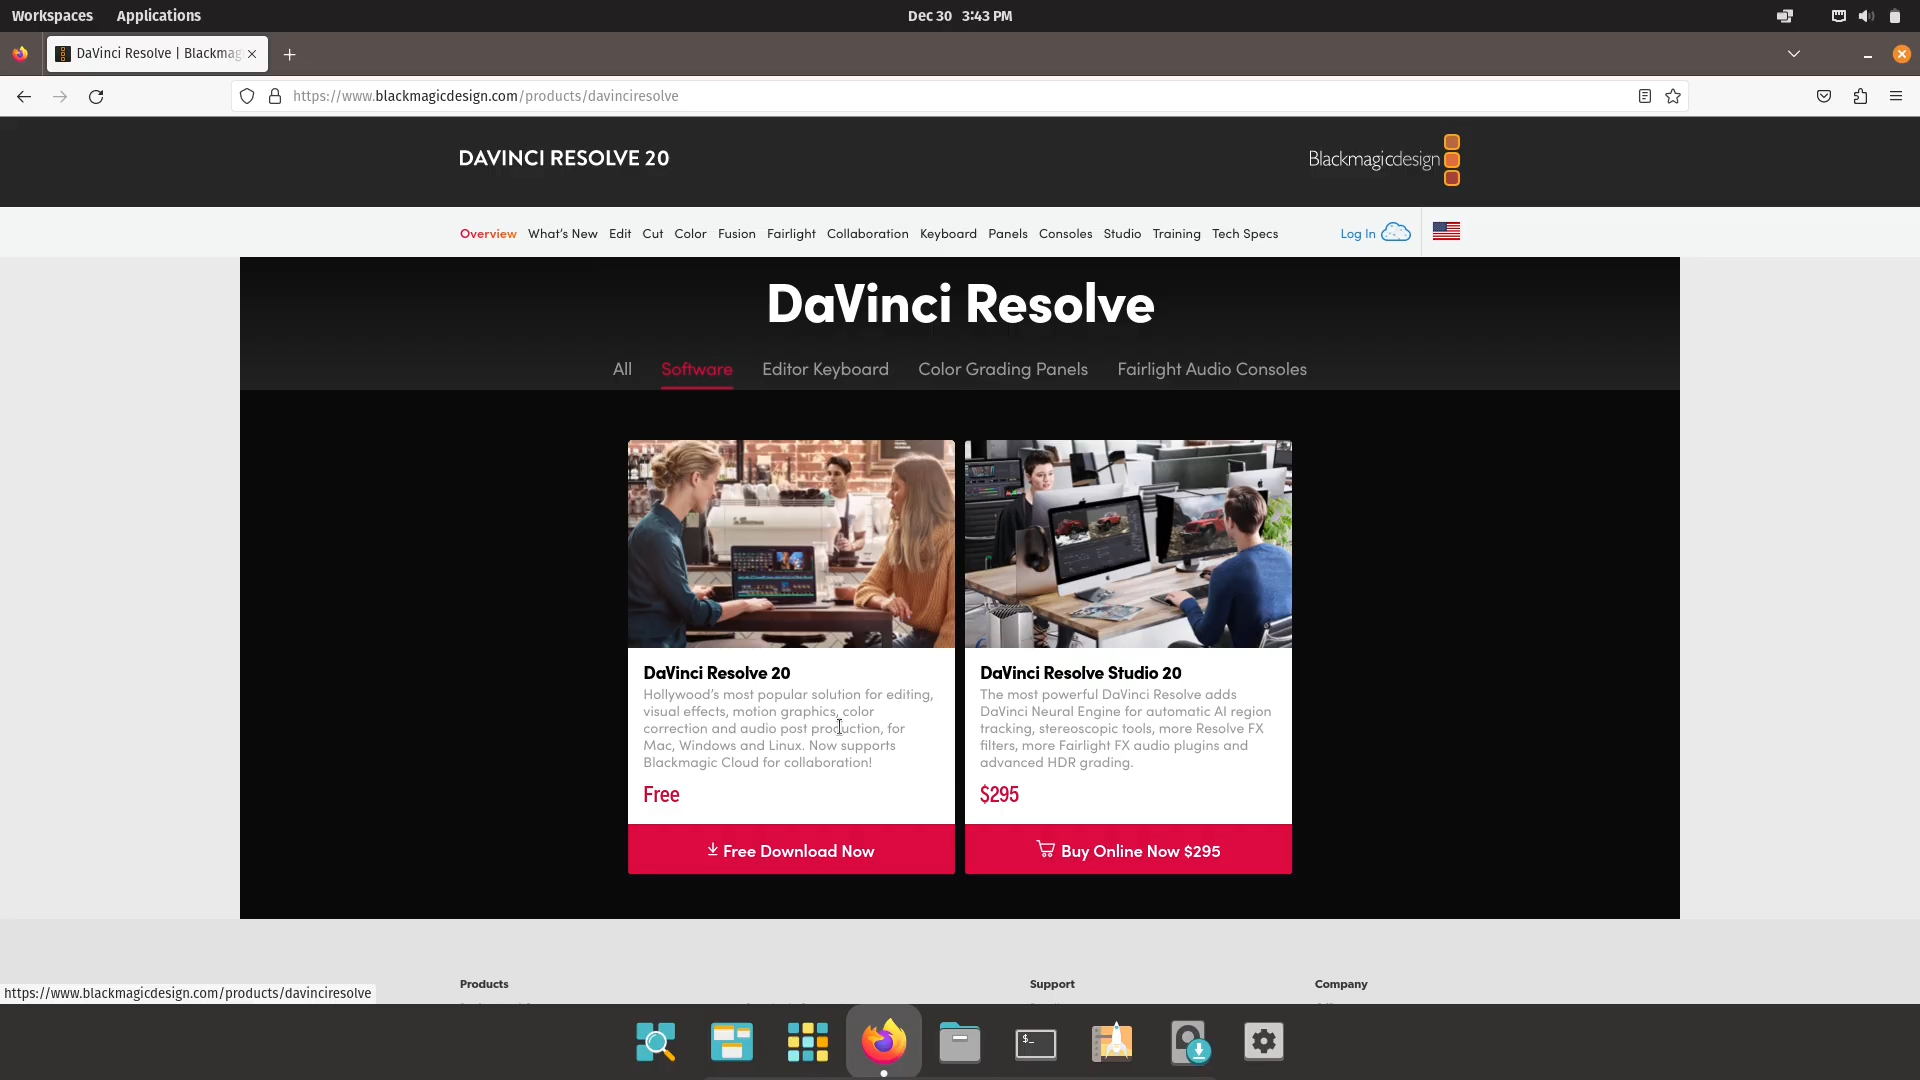 Workspaces Applications Dec 30 3:43 PM
DaVinci Resolve | Blackmag
https://www.blackmagicdesign.com/products/davinciresolve
DAVINCI RESOLVE 20
Blackmagicdesign
Overview What's New Edit Cut Color Fusion Fairlight Collaboration Keyboard Panels Consoles Studio Training Tech Specs Log In
DaVinci Resolve
All Software Editor Keyboard Color Grading Panels Fairlight Audio Consoles
DaVinci Resolve 20
Hollywood's most popular solution for editing,
visual effects, motion graphics, color
correction and audio post production, for
Mac, Windows and Linux. Now supports
Blackmagic Cloud for collaboration!
Free
Free Download Now
DaVinci Resolve Studio 20
The most powerful DaVinci Resolve adds
DaVinci Neural Engine for automatic AI region
tracking, stereoscopic tools, more Resolve FX
filters, more Fairlight FX audio plugins and
advanced HDR grading.
$295
Buy Online Now $295
Products Support Company
https://www.blackmagicdesign.com/products/davinciresolve
$_